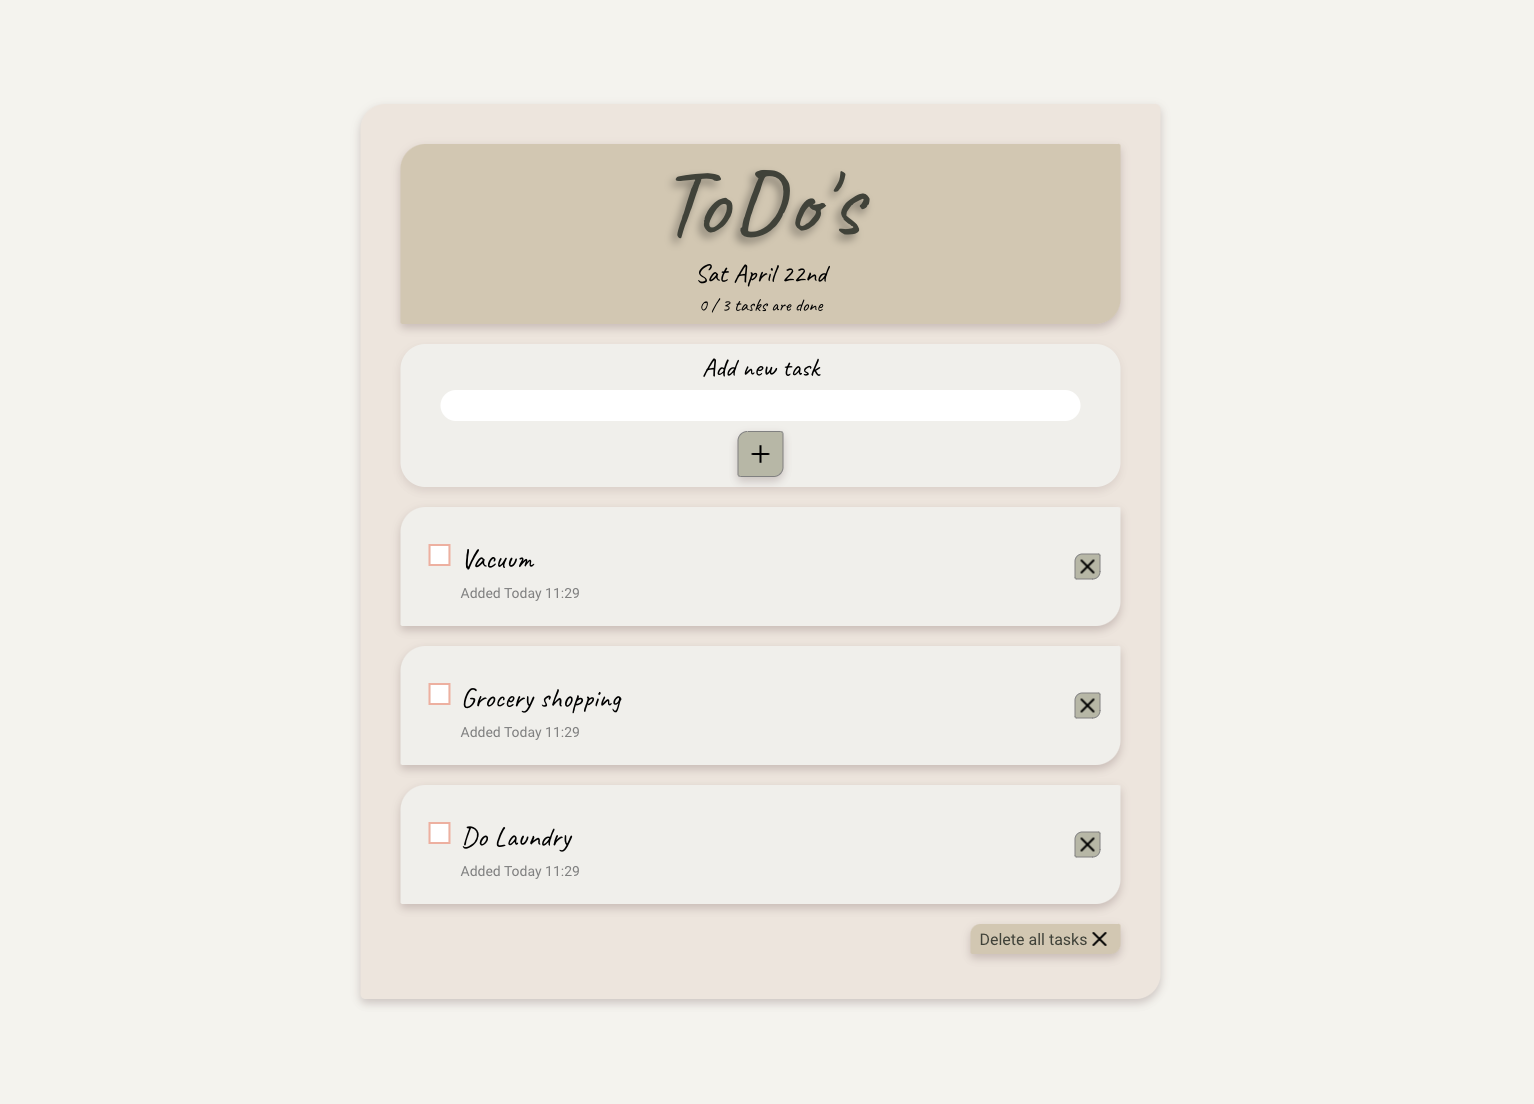 ToDo's
Sat April 22nd
0 / 3 tasks are done
Add new task
Vacuum
Added Today 11:29
Grocery shopping
Added Today 11:29
Do Laundry
Added Today 11:29
Delete all tasks